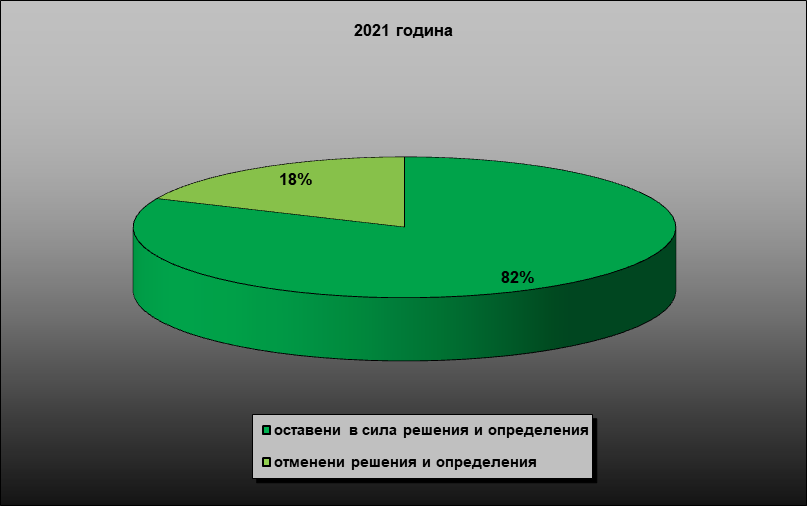 2021 година
18%
82%
оставени в сила решения и определения
отменени решения и определения